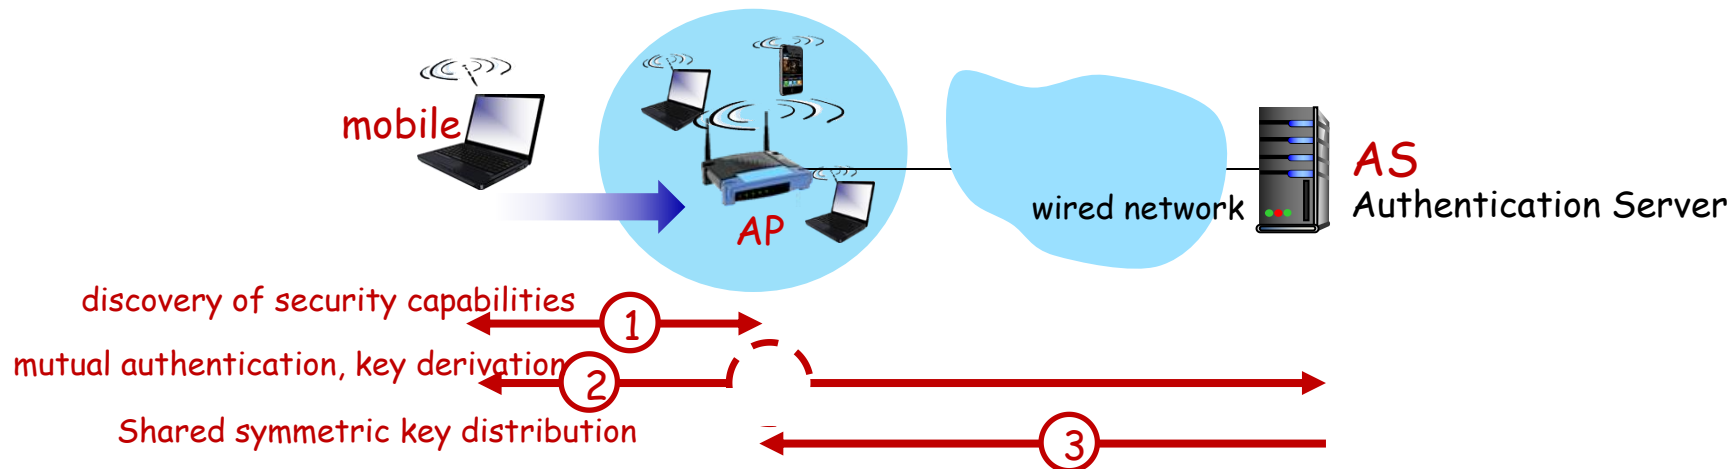 mobile
AP
wired network
AS
Authentication Server
discovery of security capabilities
1
mutual authentication, key derivation
2
Shared symmetric key distribution
3